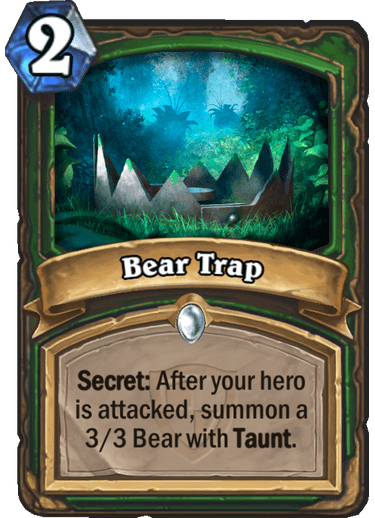 2
Bear Trap
Secret: After your hero
is attacked, summon a
3/3 Bear with Taunt.